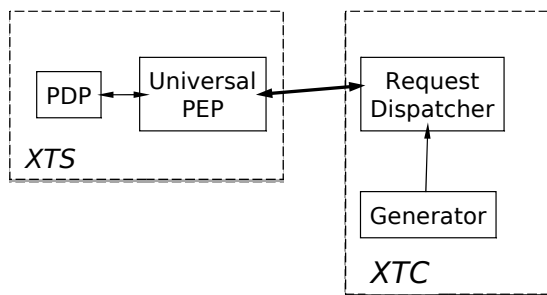 PDP
Universal
PEP
XTS
Request
Dispatcher
Generator
XTC